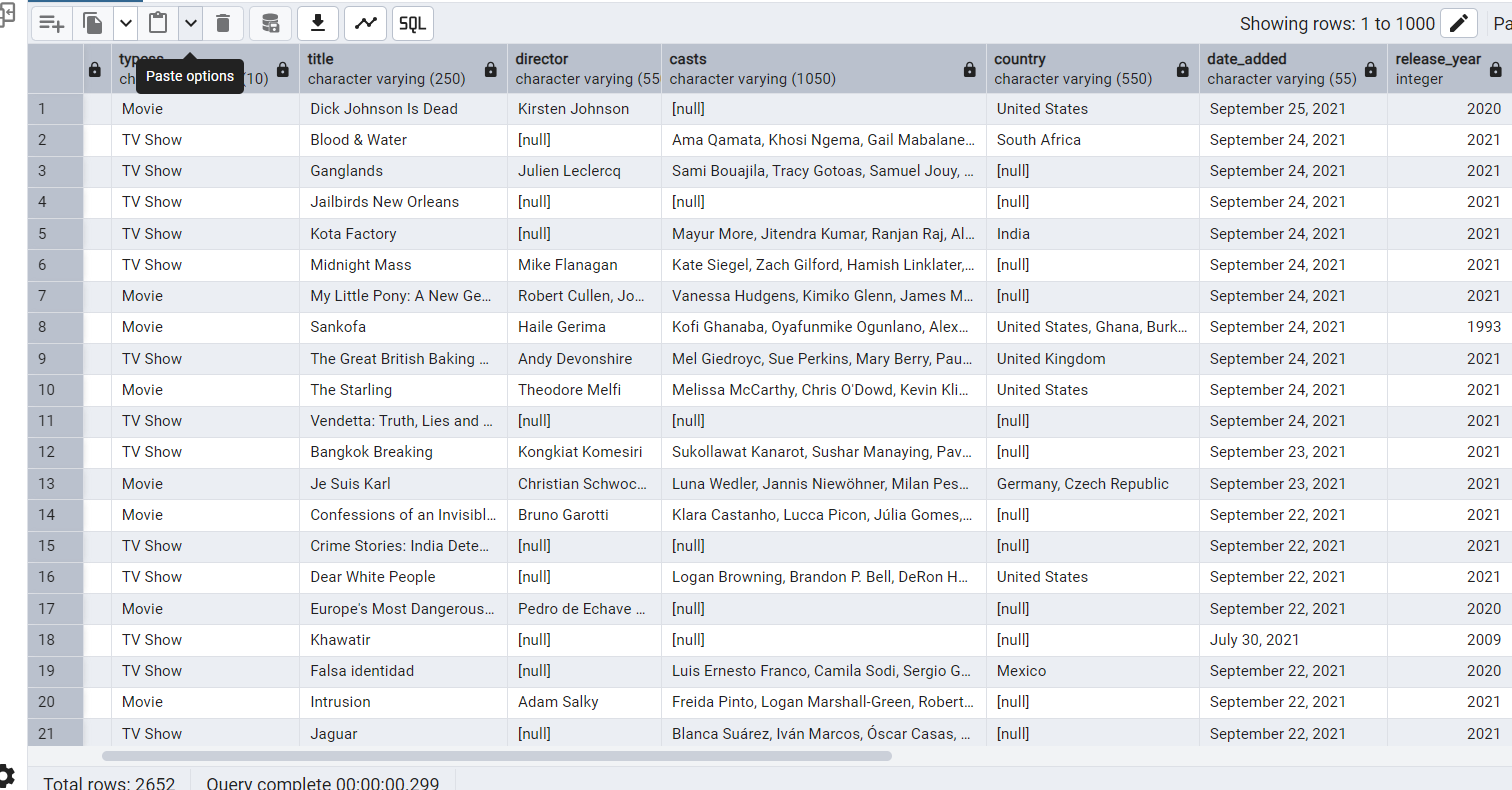 SQL Showing rows: 1 to 1000 Pa
title director casts country date_added release_year
Paste options (10) character varying (250) character varying (55 character varying (1050) character varying (550) character varying (55) integer
1 Movie Dick Johnson Is Dead Kirsten Johnson [null] United States September 25, 2021 2020
2 TV Show Blood & Water [null] Ama Qamata, Khosi Ngema, Gail Mabalane... South Africa September 24, 2021 2021
3 TV Show Ganglands Julien Leclercq Sami Bouajila, Tracy Gotoas, Samuel Jouy, ... [null] September 24, 2021 2021
4 TV Show Jailbirds New Orleans [null] [null] [null] September 24, 2021 2021
5 TV Show Kota Factory [null] Mayur More, Jitendra Kumar, Ranjan Raj, Al... India September 24, 2021 2021
6 TV Show Midnight Mass Mike Flanagan Kate Siegel, Zach Gilford, Hamish Linklater,... [null] September 24, 2021 2021
7 Movie My Little Pony: A New Ge... Robert Cullen, Jo... Vanessa Hudgens, Kimiko Glenn, James M... [null] September 24, 2021 2021
8 Movie Sankofa Haile Gerima Kofi Ghanaba, Oyafunmike Ogunlano, Alex... United States, Ghana, Burk... September 24, 2021 1993
9 TV Show The Great British Baking ... Andy Devonshire Mel Giedroyc, Sue Perkins, Mary Berry, Pau... United Kingdom September 24, 2021 2021
10 Movie The Starling Theodore Melfi Melissa McCarthy, Chris O'Dowd, Kevin Kli... United States September 24, 2021 2021
11 TV Show Vendetta: Truth, Lies and ... [null] [null] [null] September 24, 2021 2021
12 TV Show Bangkok Breaking Kongkiat Komesiri Sukollawat Kanarot, Sushar Manaying, Pav... [null] September 23, 2021 2021
13 Movie Je Suis Karl Christian Schwoc... Luna Wedler, Jannis Niewöhner, Milan Pes... Germany, Czech Republic September 23, 2021 2021
14 Movie Confessions of an Invisibl... Bruno Garotti Klara Castanho, Lucca Picon, Júlia Gomes,... [null] September 22, 2021 2021
15 TV Show Crime Stories: India Dete... [null] [null] [null] September 22, 2021 2021
16 TV Show Dear White People [null] Logan Browning, Brandon P. Bell, DeRon H... United States September 22, 2021 2021
17 Movie Europe's Most Dangerous... Pedro de Echave ... [null] [null] September 22, 2021 2020
18 TV Show Khawatir [null] [null] [null] July 30, 2021 2009
19 TV Show Falsa identidad [null] Luis Ernesto Franco, Camila Sodi, Sergio G... Mexico September 22, 2021 2020
20 Movie Intrusion Adam Salky Freida Pinto, Logan Marshall-Green, Robert... [null] September 22, 2021 2021
21 TV Show Jaguar [null] Blanca Suárez, Iván Marcos, Óscar Casas, ... [null] September 22, 2021 2021
Total rows: 2652 Query complete 00:00:00.299